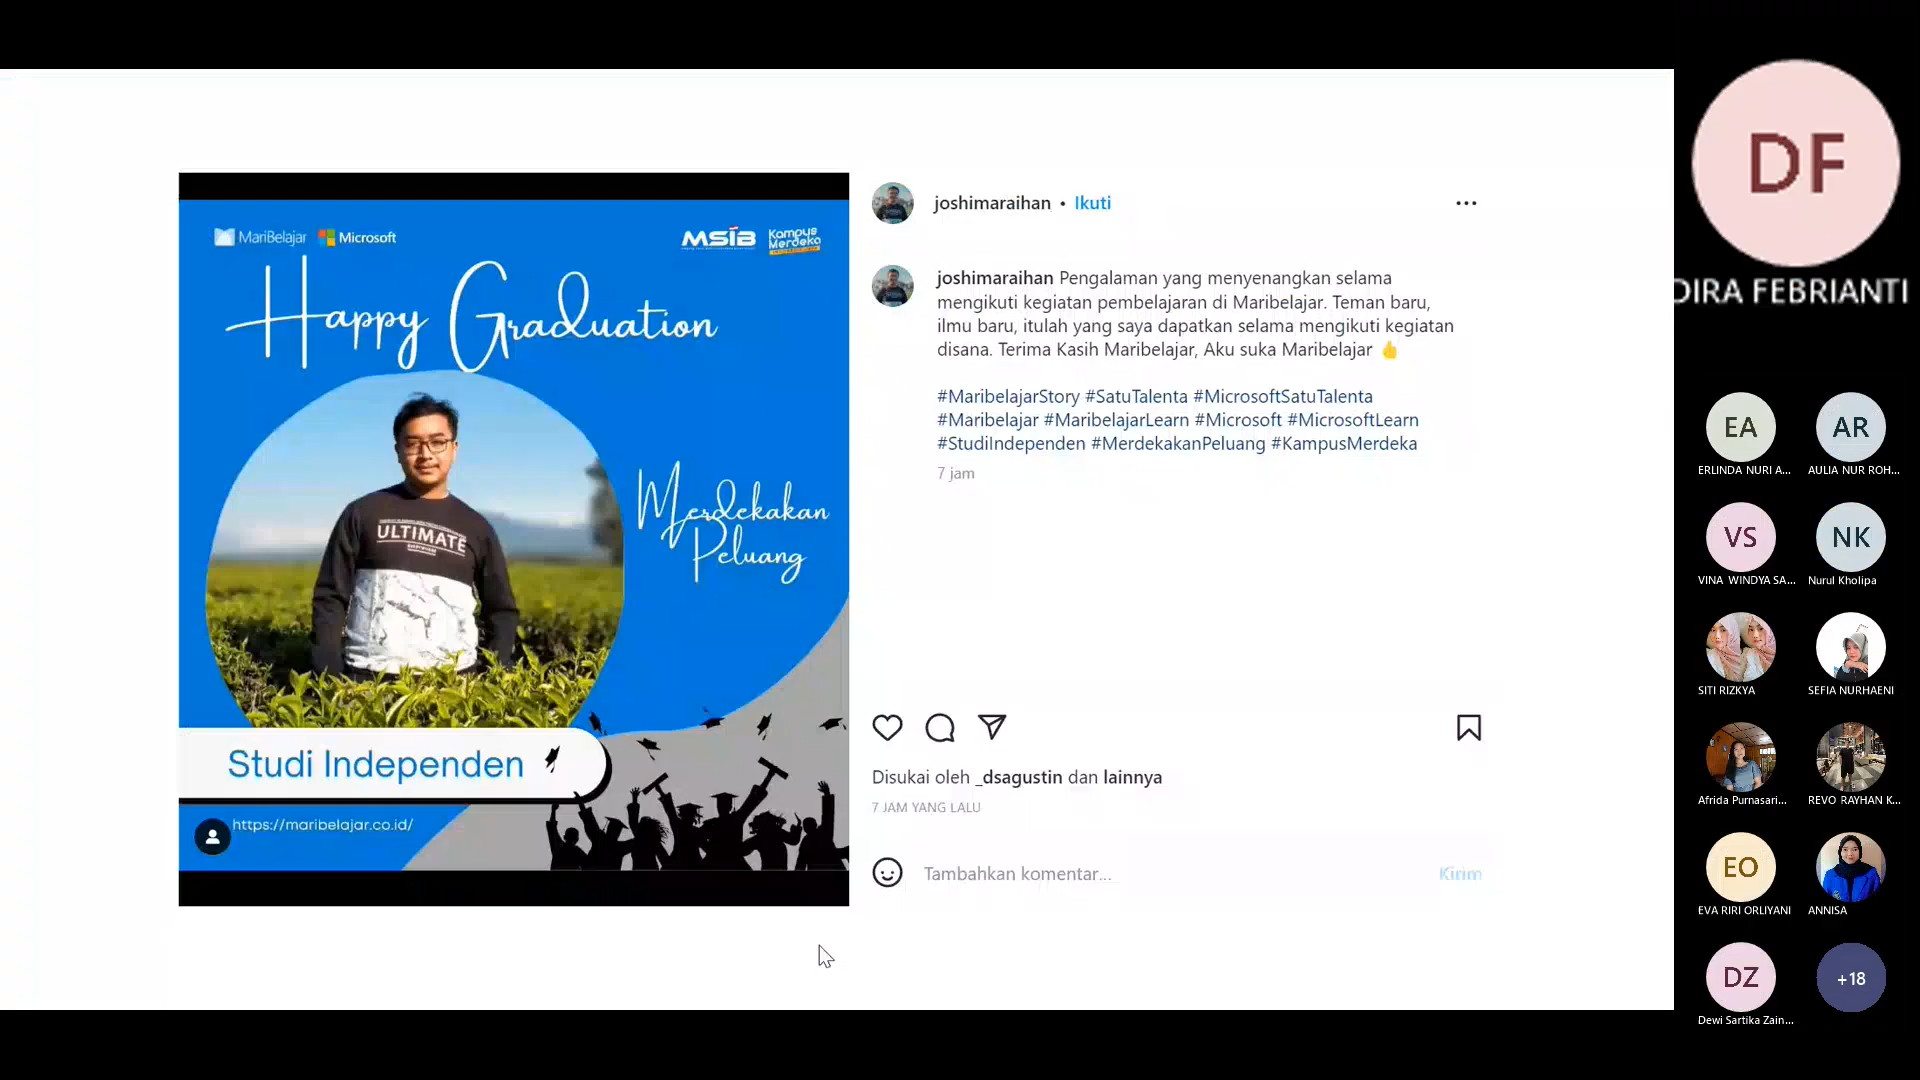 MariBelajar Microsoft
MSIB Kampus Merdeka
Happy Graduation
ULTIMATE
Merdekakan
Peluang
Studi Independen
https://maribelajar.co.id/
joshimaraihan • Ikuti
joshimaraihan Pengalaman yang menyenangkan selama
mengikuti kegiatan pembelajaran di Maribelajar. Teman baru,
ilmu baru, itulah yang saya dapatkan selama mengikuti kegiatan
disana. Terima Kasih Maribelajar, Aku suka Maribelajar 👍
#MaribelajarStory #SatuTalenta #MicrosoftSatuTalenta
#Maribelajar #MaribelajarLearn #Microsoft #MicrosoftLearn
#StudiIndependen #MerdekakanPeluang #KampusMerdeka
7 jam
Disukai oleh _dsagustin dan lainnya
7 JAM YANG LALU
Tambahkan komentar...
Kirim
DF
DIRA FEBRIANTI
EA
ERLINDA NURI A...
AR
AULIA NUR ROH...
VS
VINA WINDYA SA...
NK
Nurul Kholipa
SITI RIZKYA
SEFIA NURHAENI
Afrida Purnasari...
REVO RAYHAN K...
EO
EVA RIRI ORLIYANI
ANNISA
DZ
Dewi Sartika Zain...
+18